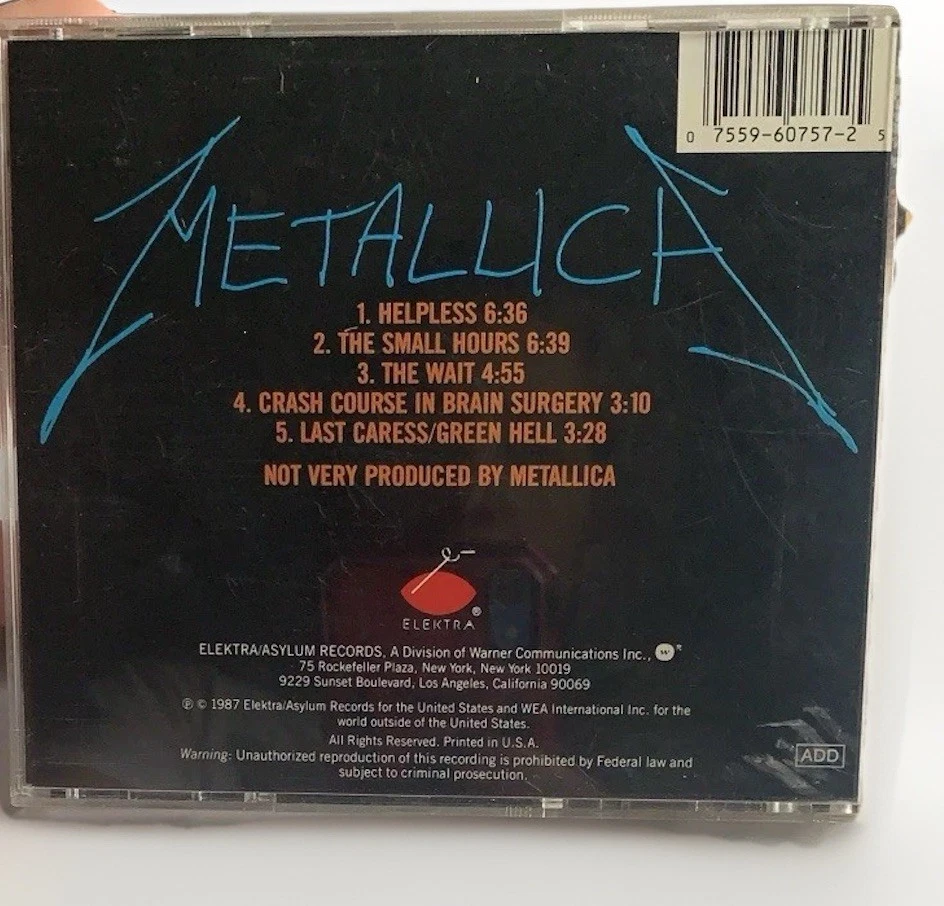 0 7559-60757-2 5
METALLICA
1. HELPLESS 6:36
2. THE SMALL HOURS 6:39
3. THE WAIT 4:55
4. CRASH COURSE IN BRAIN SURGERY 3:10
5. LAST CARESS/GREEN HELL 3:28
NOT VERY PRODUCED BY METALLICA
®
ELEKTRA
ELEKTRA/ASYLUM RECORDS, A Division of Warner Communications Inc., W ®
75 Rockefeller Plaza, New York, New York 10019
9229 Sunset Boulevard, Los Angeles, California 90069
℗ © 1987 Elektra/Asylum Records for the United States and WEA International Inc. for the
world outside of the United States.
All Rights Reserved. Printed in U.S.A.
Warning: Unauthorized reproduction of this recording is prohibited by Federal law and
subject to criminal prosecution.
ADD